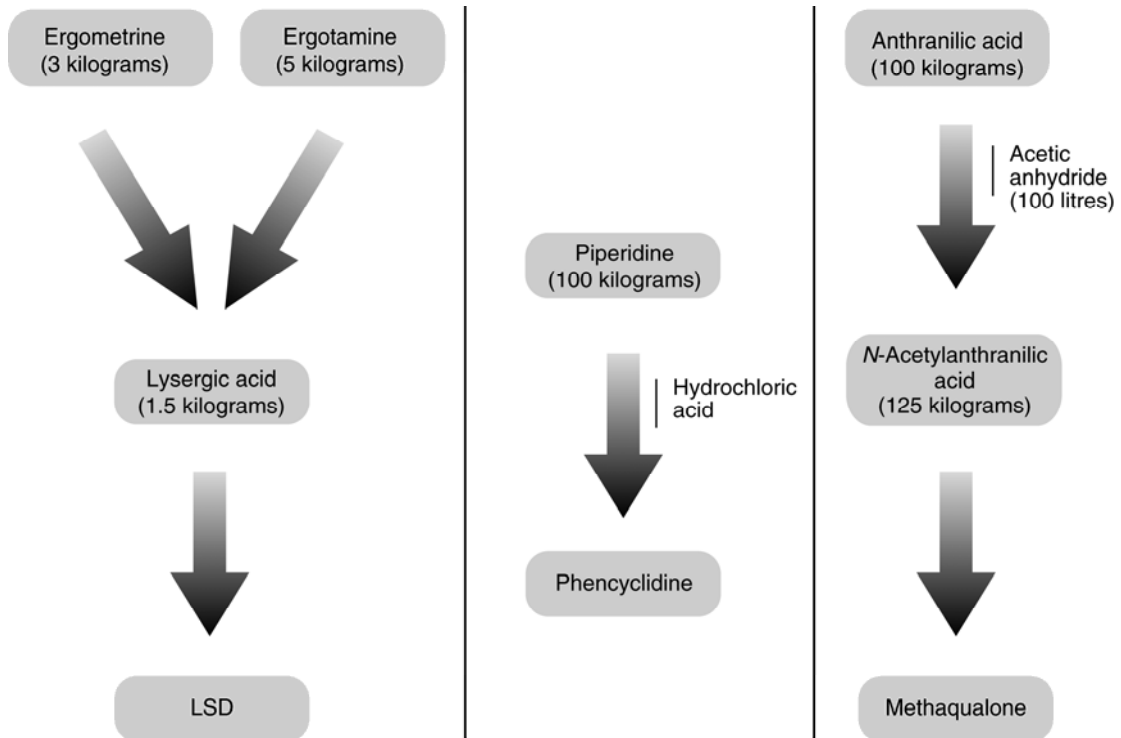 Ergometrine
(3 kilograms)
Ergotamine
(5 kilograms)
Lysergic acid
(1.5 kilograms)
LSD
Piperidine
(100 kilograms)
Hydrochloric
acid
Phencyclidine
Anthranilic acid
(100 kilograms)
Acetic
anhydride
(100 litres)
N-Acetylanthranilic
acid
(125 kilograms)
Methaqualone